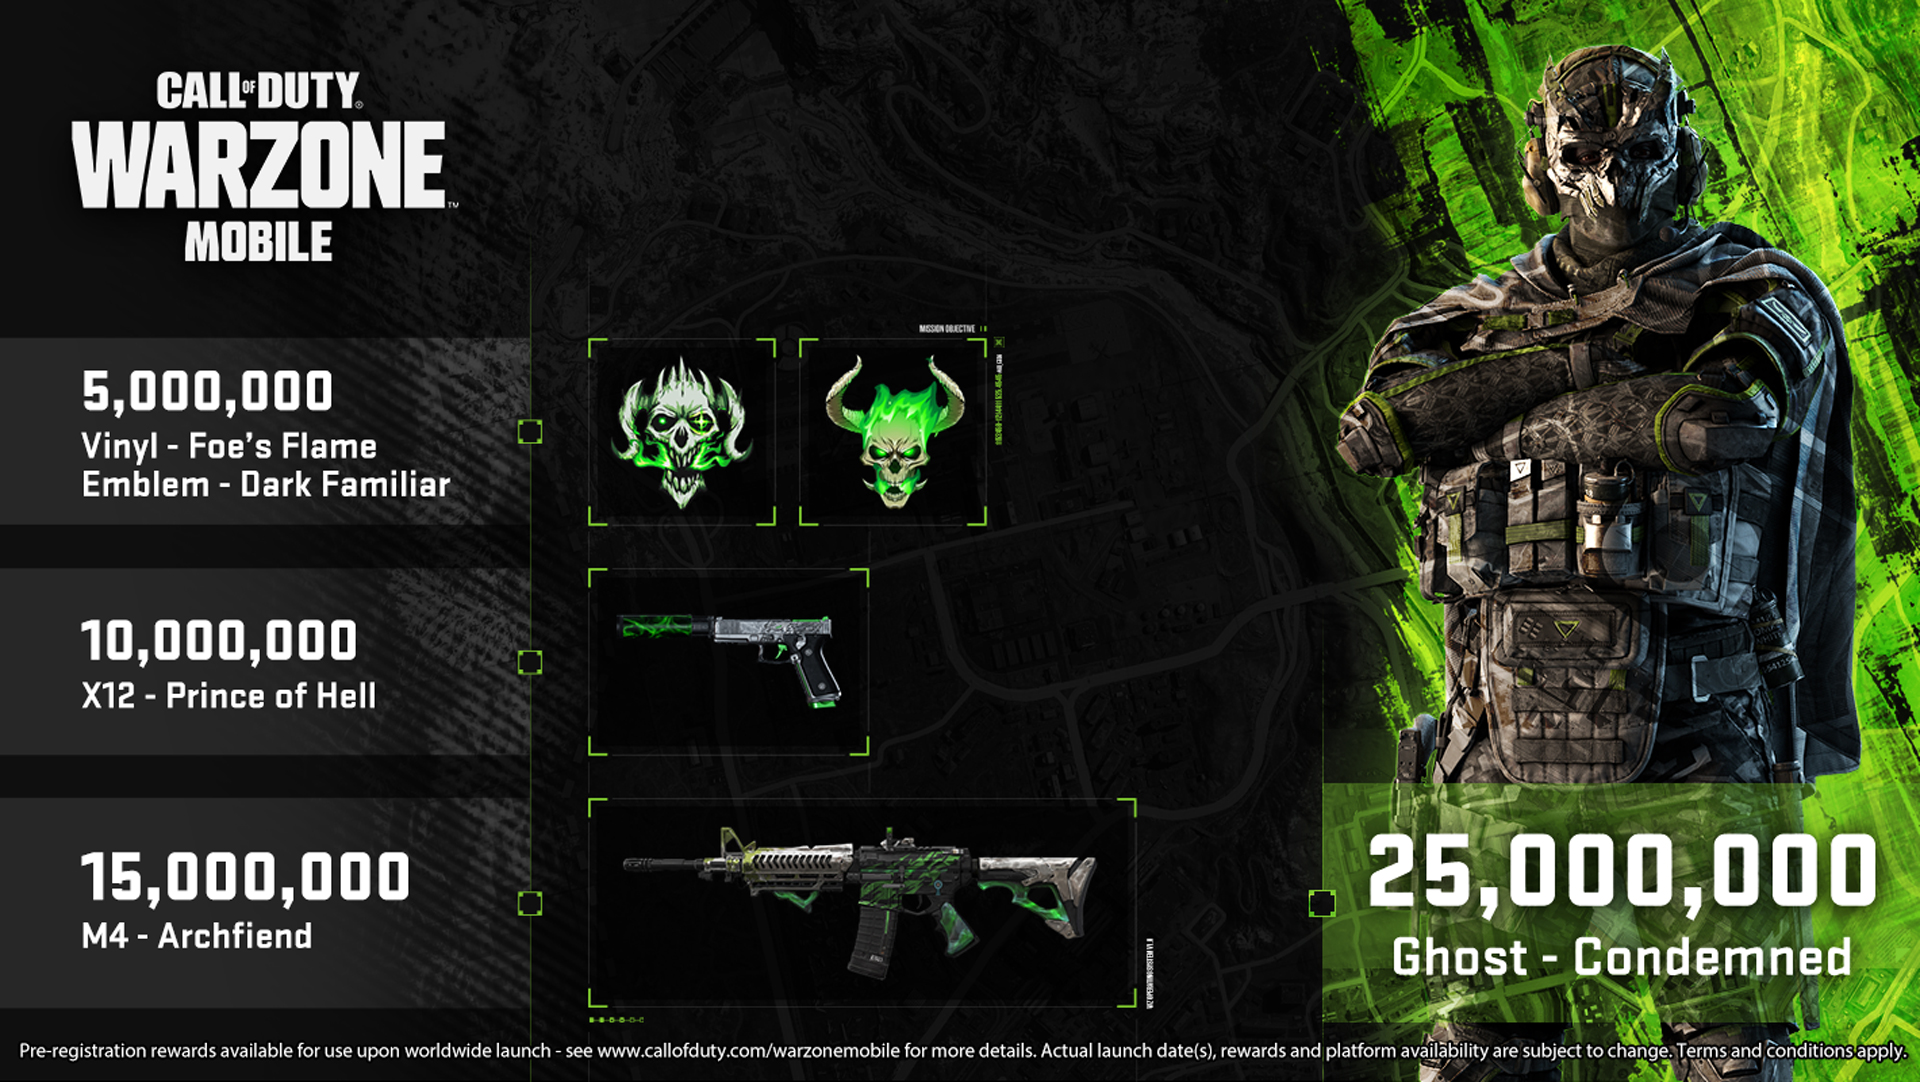 CALL OF DUTY®
WARZONE™
MOBILE
MISSION OBJECTIVE
5,000,000
Vinyl - Foe's Flame
Emblem - Dark Familiar
10,000,000
X12 - Prince of Hell
15,000,000
M4 - Archfiend
25,000,000
Ghost - Condemned
Pre-registration rewards available for use upon worldwide launch - see www.callofduty.com/warzonemobile for more details. Actual launch date(s), rewards and platform availability are subject to change. Terms and conditions apply.